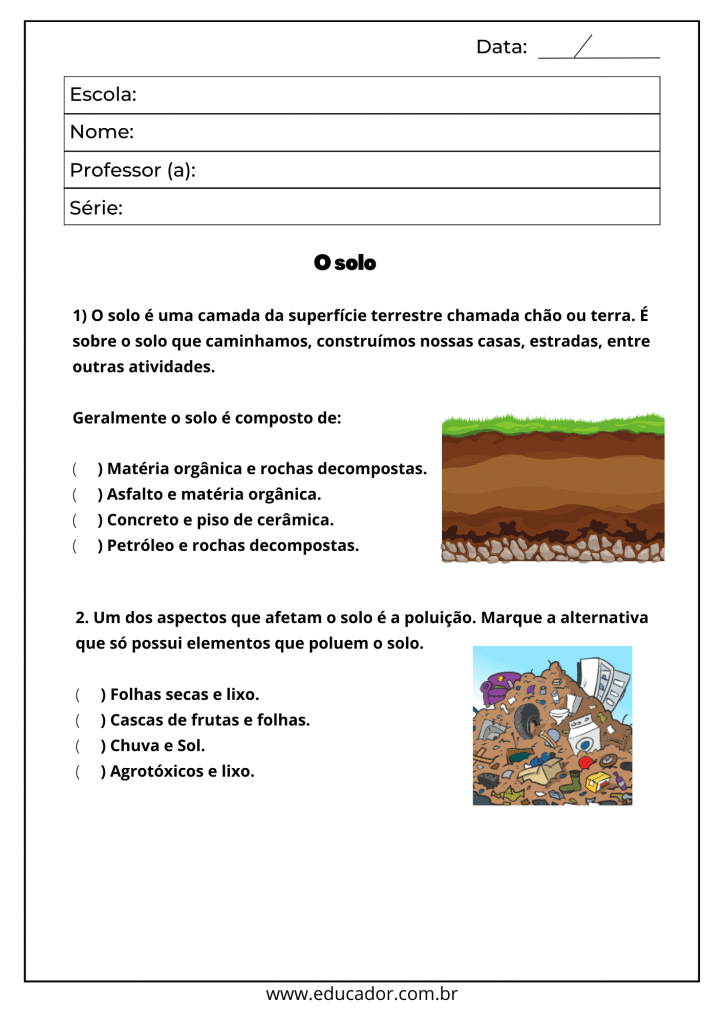 Data: ___/______
Escola:
Nome:
Professor (a):
Série:
O solo
1) O solo é uma camada da superfície terrestre chamada chão ou terra. É
sobre o solo que caminhamos, construímos nossas casas, estradas, entre
outras atividades.
Geralmente o solo é composto de:
(    ) Matéria orgânica e rochas decompostas.
(    ) Asfalto e matéria orgânica.
(    ) Concreto e piso de cerâmica.
(    ) Petróleo e rochas decompostas.
2. Um dos aspectos que afetam o solo é a poluição. Marque a alternativa
que só possui elementos que poluem o solo.
(    ) Folhas secas e lixo.
(    ) Cascas de frutas e folhas.
(    ) Chuva e Sol.
(    ) Agrotóxicos e lixo.
www.educador.com.br